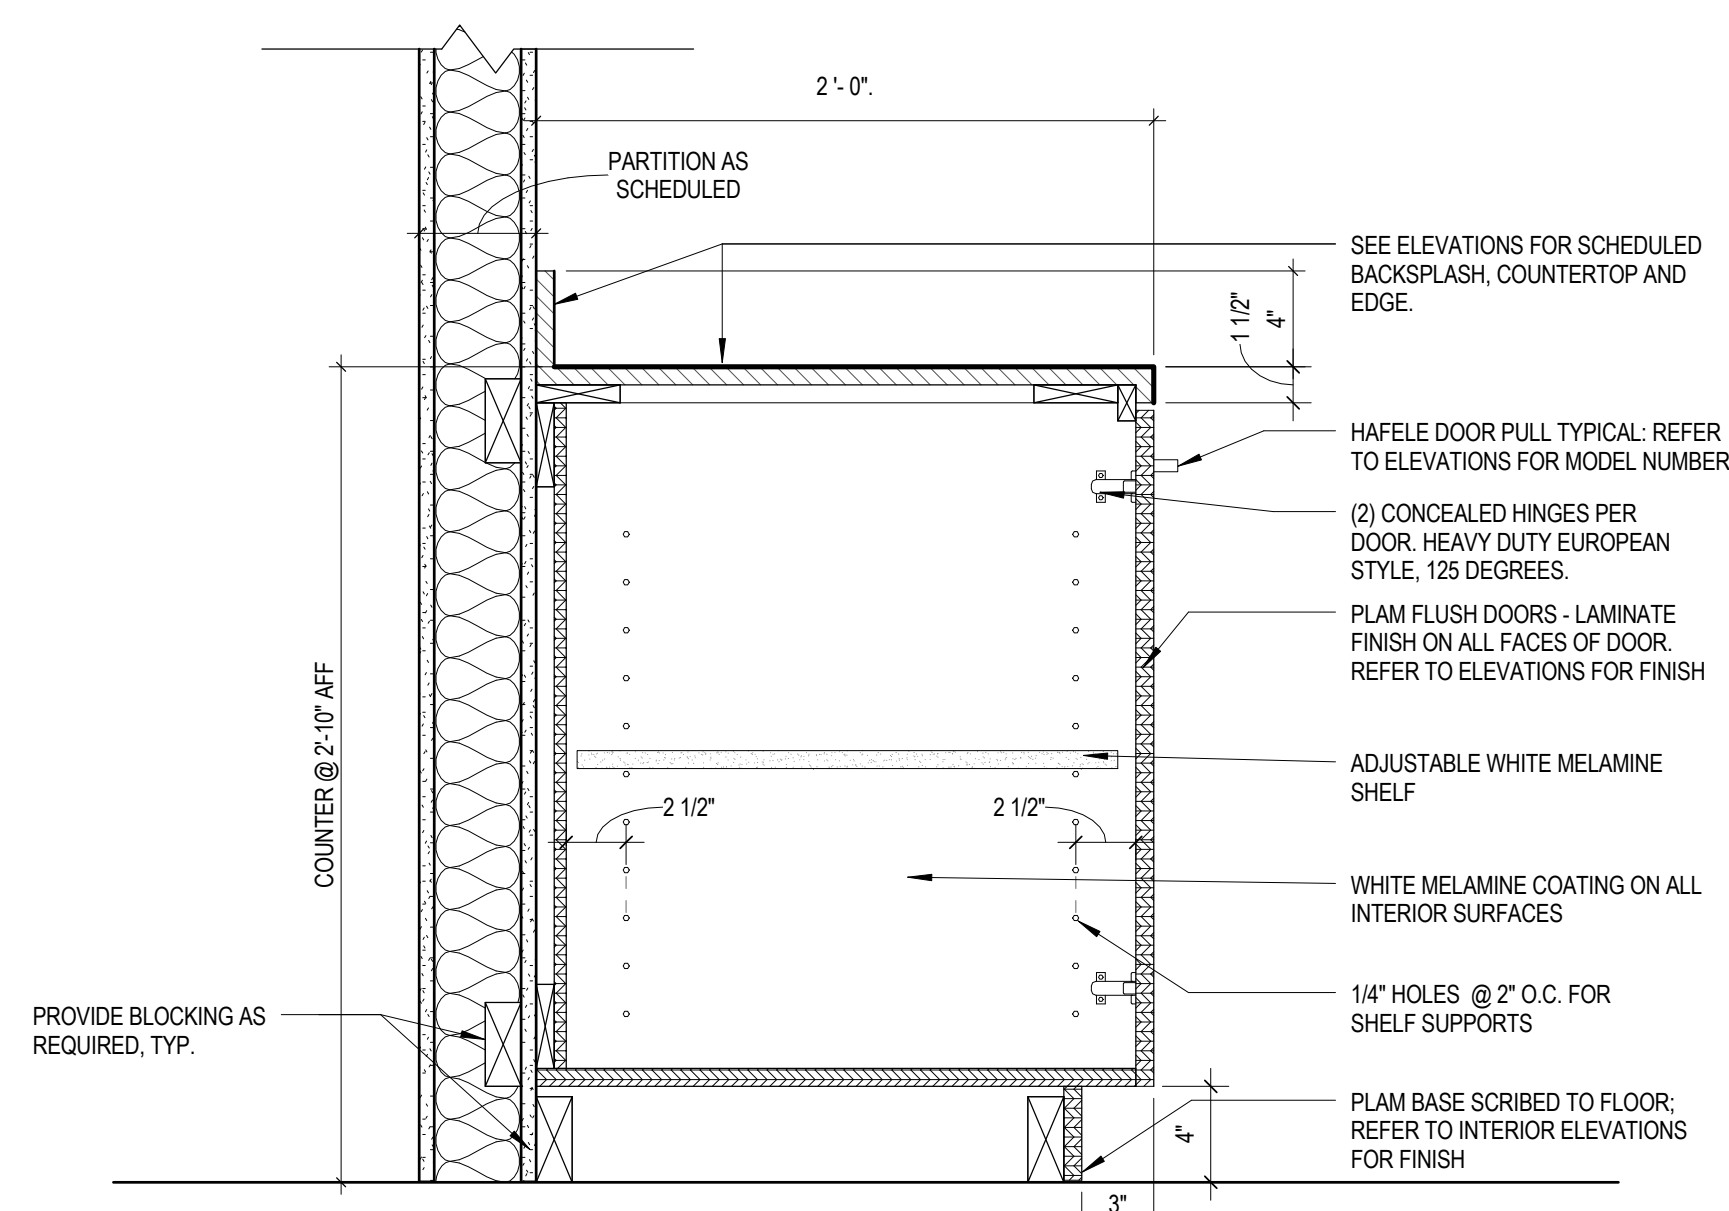 2 '- 0".
PARTITION AS
SCHEDULED
SEE ELEVATIONS FOR SCHEDULED
BACKSPLASH, COUNTERTOP AND
EDGE.
1 1/2"
4"
HAFELE DOOR PULL TYPICAL: REFER
TO ELEVATIONS FOR MODEL NUMBER
(2) CONCEALED HINGES PER
DOOR. HEAVY DUTY EUROPEAN
STYLE, 125 DEGREES.
PLAM FLUSH DOORS - LAMINATE
FINISH ON ALL FACES OF DOOR.
REFER TO ELEVATIONS FOR FINISH
COUNTER @ 2'-10" AFF
ADJUSTABLE WHITE MELAMINE
SHELF
2 1/2"
2 1/2"
WHITE MELAMINE COATING ON ALL
INTERIOR SURFACES
1/4" HOLES @ 2" O.C. FOR
SHELF SUPPORTS
PROVIDE BLOCKING AS
REQUIRED, TYP.
PLAM BASE SCRIBED TO FLOOR;
REFER TO INTERIOR ELEVATIONS
FOR FINISH
4"
3"